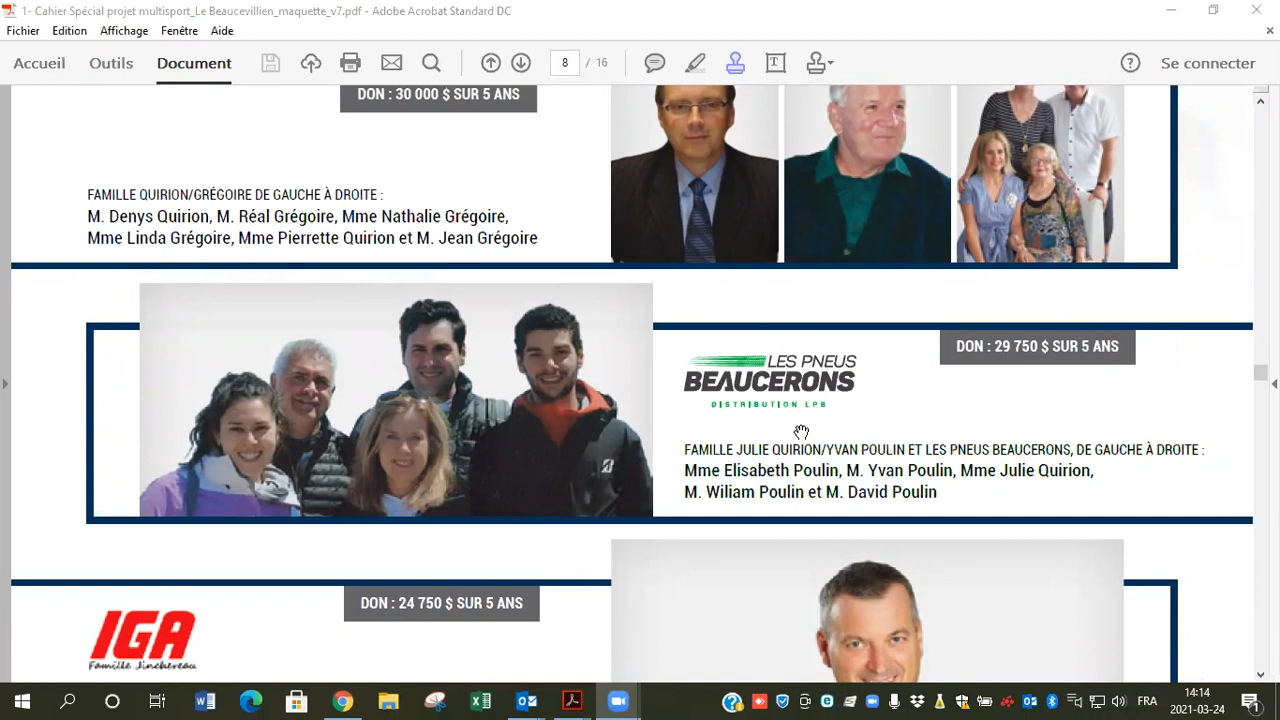 1- Cahier Spécial projet multisport_Le Beaucevillien_maquette_v7.pdf - Adobe Acrobat Standard DC
Fichier Edition Affichage Fenêtre Aide
Accueil Outils Document 8 / 16 Se connecter
DON : 30 000 $ SUR 5 ANS
FAMILLE QUIRION/GRÉGOIRE DE GAUCHE À DROITE :
M. Denys Quirion, M. Réal Grégoire, Mme Nathalie Grégoire,
Mme Linda Grégoire, Mme Pierrette Quirion et M. Jean Grégoire
DON : 29 750 $ SUR 5 ANS
LES PNEUS
BEAUCERONS
DISTRIBUTION LPB
FAMILLE JULIE QUIRION/YVAN POULIN ET LES PNEUS BEAUCERONS, DE GAUCHE À DROITE :
Mme Elisabeth Poulin, M. Yvan Poulin, Mme Julie Quirion,
M. Wiliam Poulin et M. David Poulin
DON : 24 750 $ SUR 5 ANS
IGA
Famille Jinchereau
FRA
14:14
2021-03-24